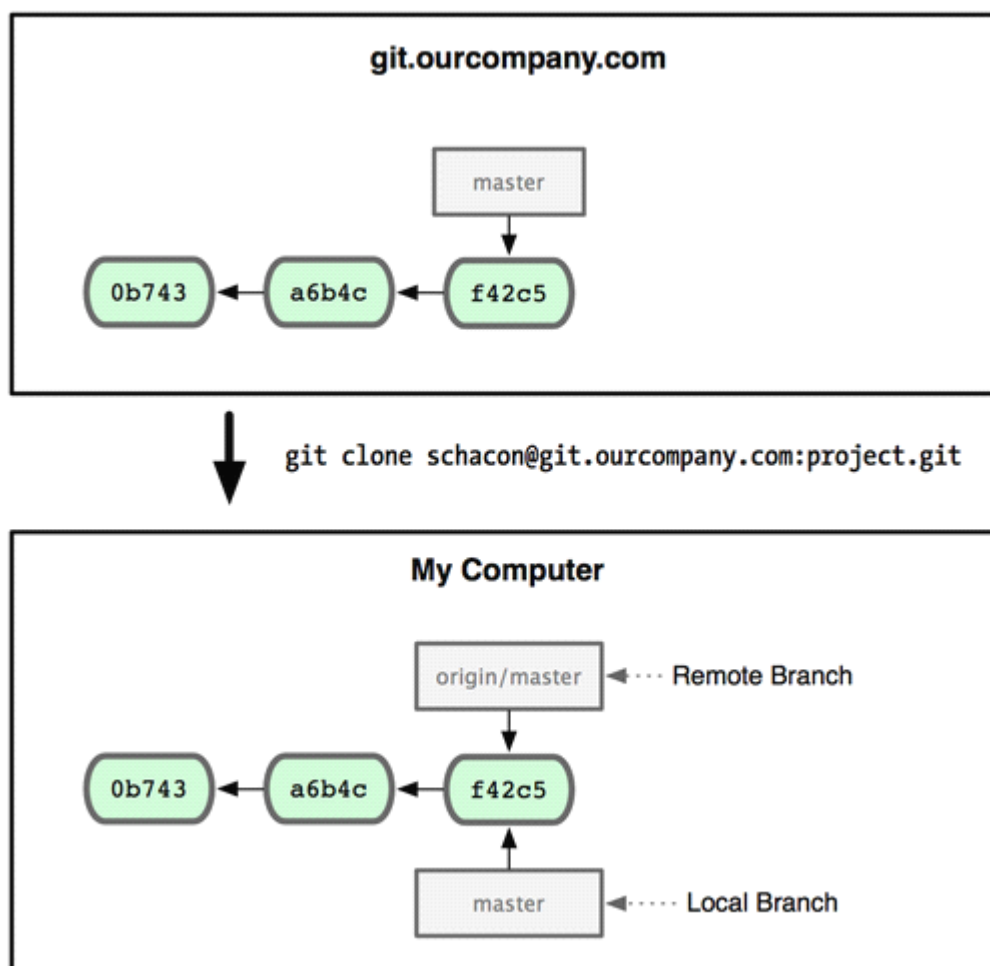 git.ourcompany.com
master
0b743 a6b4c f42c5
git clone schacon@git.ourcompany.com:project.git
My Computer
origin/master Remote Branch
0b743 a6b4c f42c5
master Local Branch